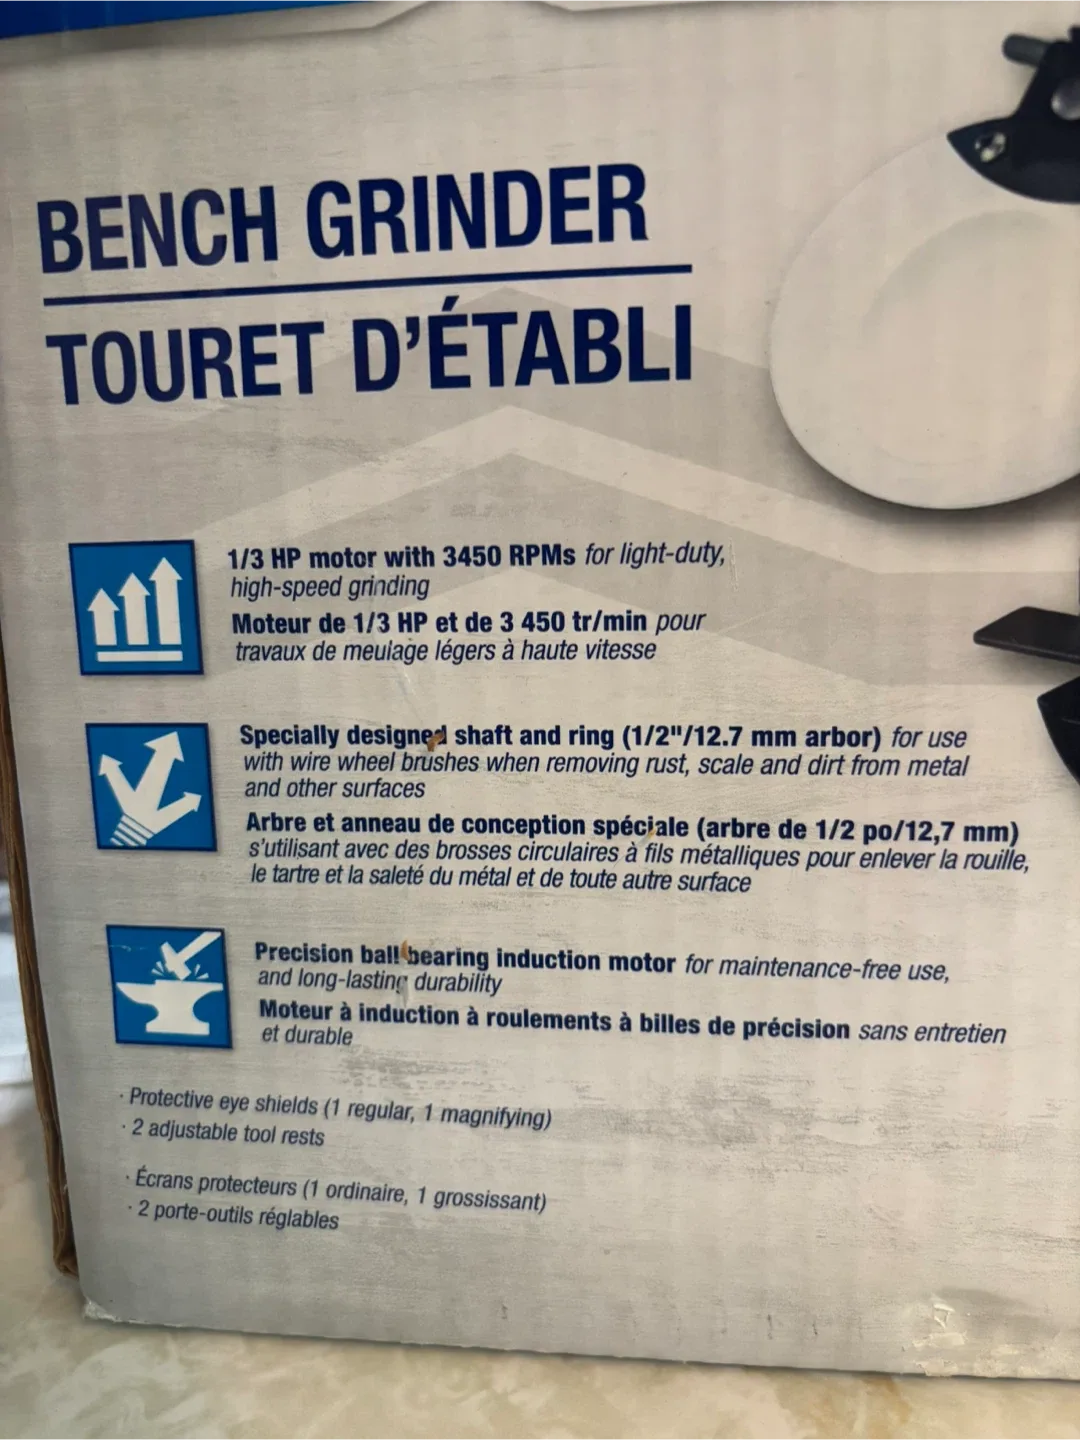 BENCH GRINDER
TOURET D'ÉTABLI
1/3 HP motor with 3450 RPMs for light-duty,
high-speed grinding
Moteur de 1/3 HP et de 3 450 tr/min pour
travaux de meulage légers à haute vitesse
Specially designed shaft and ring (1/2"/12.7 mm arbor) for use
with wire wheel brushes when removing rust, scale and dirt from metal
and other surfaces
Arbre et anneau de conception spéciale (arbre de 1/2 po/12,7 mm)
s'utilisant avec des brosses circulaires à fils métalliques pour enlever la rouille,
le tartre et la saleté du métal et de toute autre surface
Precision ball bearing induction motor for maintenance-free use,
and long-lasting durability
Moteur à induction à roulements à billes de précision sans entretien
et durable
· Protective eye shields (1 regular, 1 magnifying)
· 2 adjustable tool rests
· Écrans protecteurs (1 ordinaire, 1 grossissant)
· 2 porte-outils réglables